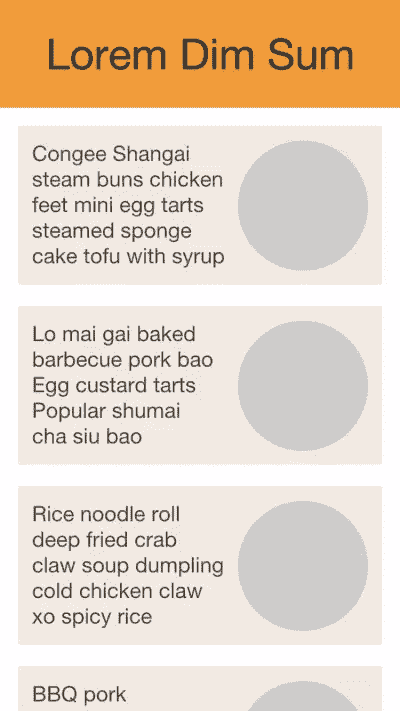 Lorem Dim Sum
Congee Shangai
steam buns chicken
feet mini egg tarts
steamed sponge
cake tofu with syrup
Lo mai gai baked
barbecue pork bao
Egg custard tarts
Popular shumai
cha siu bao
Rice noodle roll
deep fried crab
claw soup dumpling
cold chicken claw
xo spicy rice
BBQ pork